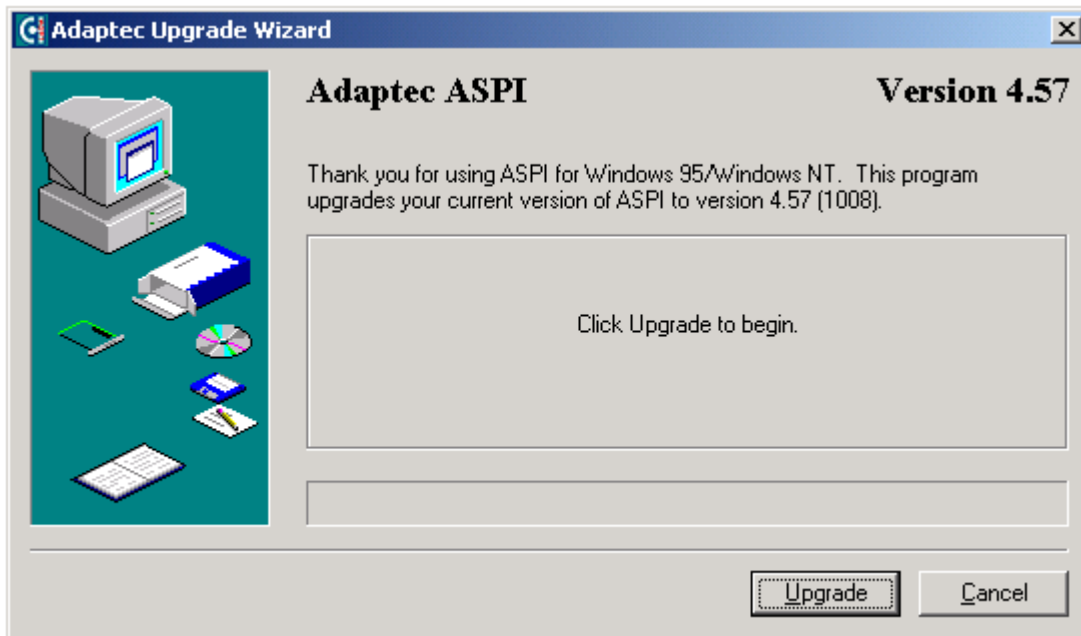 Adaptec Upgrade Wizard
Adaptec ASPI
Version 4.57
Thank you for using ASPI for Windows 95/Windows NT.  This program
upgrades your current version of ASPI to version 4.57 (1008).
Click Upgrade to begin.
Upgrade
Cancel